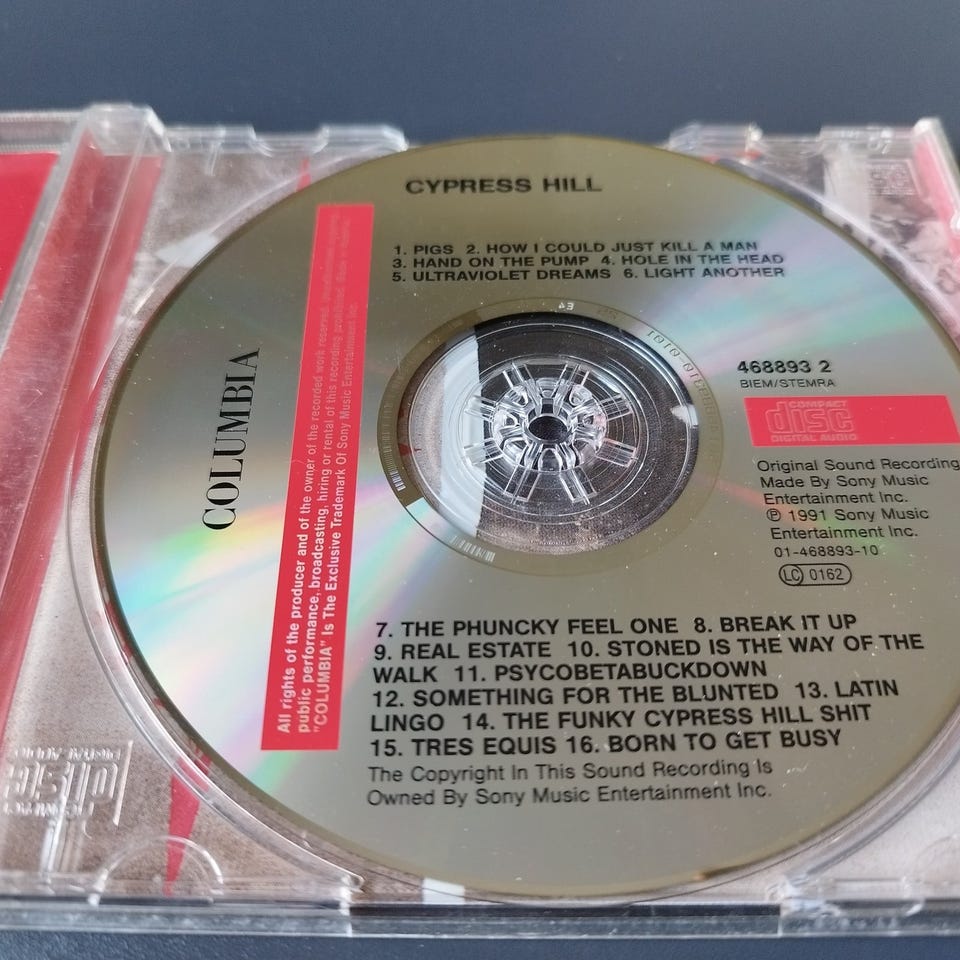 CYPRESS HILL
1. PIGS 2. HOW I COULD JUST KILL A MAN
3. HAND ON THE PUMP 4. HOLE IN THE HEAD
5. ULTRAVIOLET DREAMS 6. LIGHT ANOTHER
COLUMBIA
All rights of the producer and of the owner of the recorded work reserved.
public performance, broadcasting, hiring or rental of this recording prohibited.
"COLUMBIA" Is The Exclusive Trademark Of Sony Music Entertainment Inc.
468893 2
BIEM/STEMRA
COMPACT
disc
DIGITAL AUDIO
Original Sound Recording
Made By Sony Music
Entertainment Inc.
℗ 1991 Sony Music
Entertainment Inc.
01-468893-10
LC 0162
7. THE PHUNCKY FEEL ONE 8. BREAK IT UP
9. REAL ESTATE 10. STONED IS THE WAY OF THE
WALK 11. PSYCOBETABUCKDOWN
12. SOMETHING FOR THE BLUNTED 13. LATIN
LINGO 14. THE FUNKY CYPRESS HILL SHIT
15. TRES EQUIS 16. BORN TO GET BUSY
The Copyright In This Sound Recording Is
Owned By Sony Music Entertainment Inc.